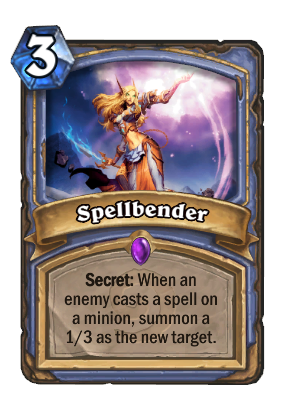 3
Spellbender
Secret: When an
enemy casts a spell on
a minion, summon a
1/3 as the new target.